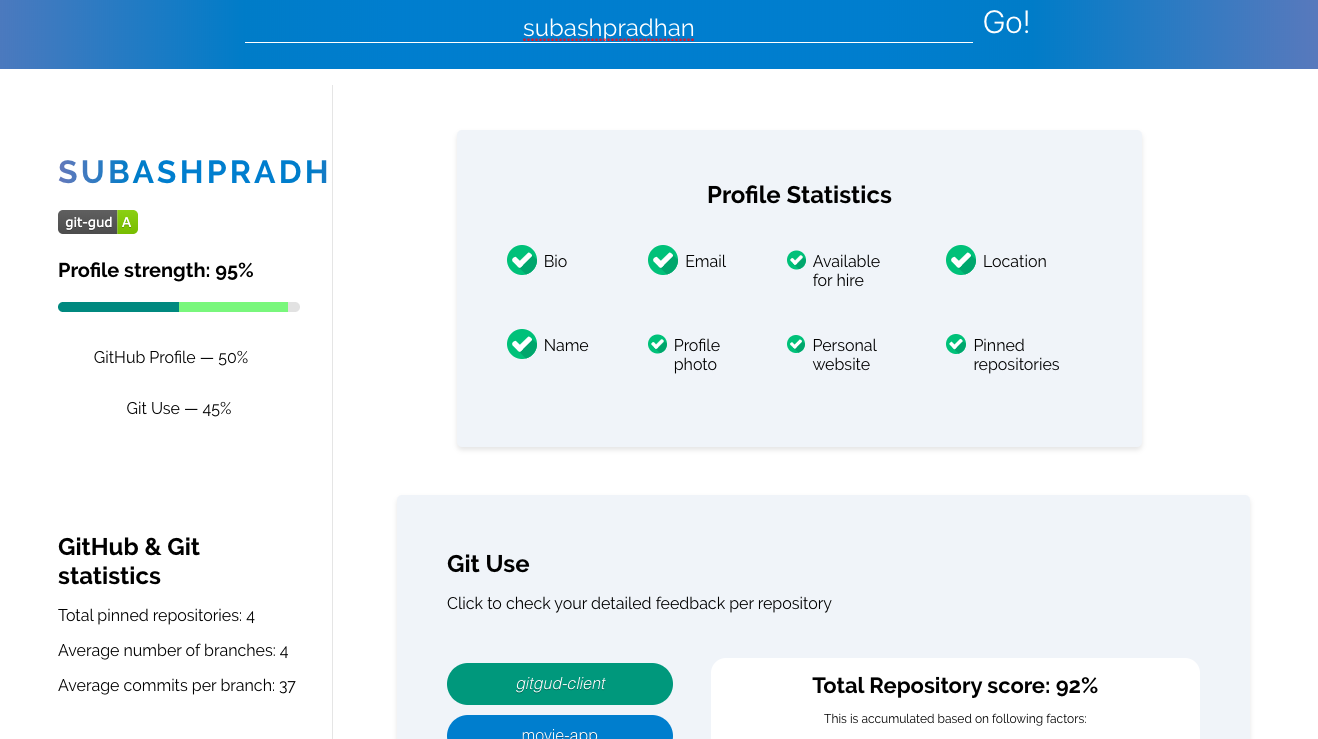 subashpradhan
Go!
SUBASHPRADH
git-gud A
Profile strength: 95%
GitHub Profile — 50%
Git Use — 45%
GitHub & Git
statistics
Total pinned repositories: 4
Average number of branches: 4
Average commits per branch: 37
Profile Statistics
Bio
Email
Available
for hire
Location
Name
Profile
photo
Personal
website
Pinned
repositories
Git Use
Click to check your detailed feedback per repository
gitgud-client
movie-app
Total Repository score: 92%
This is accumulated based on following factors: